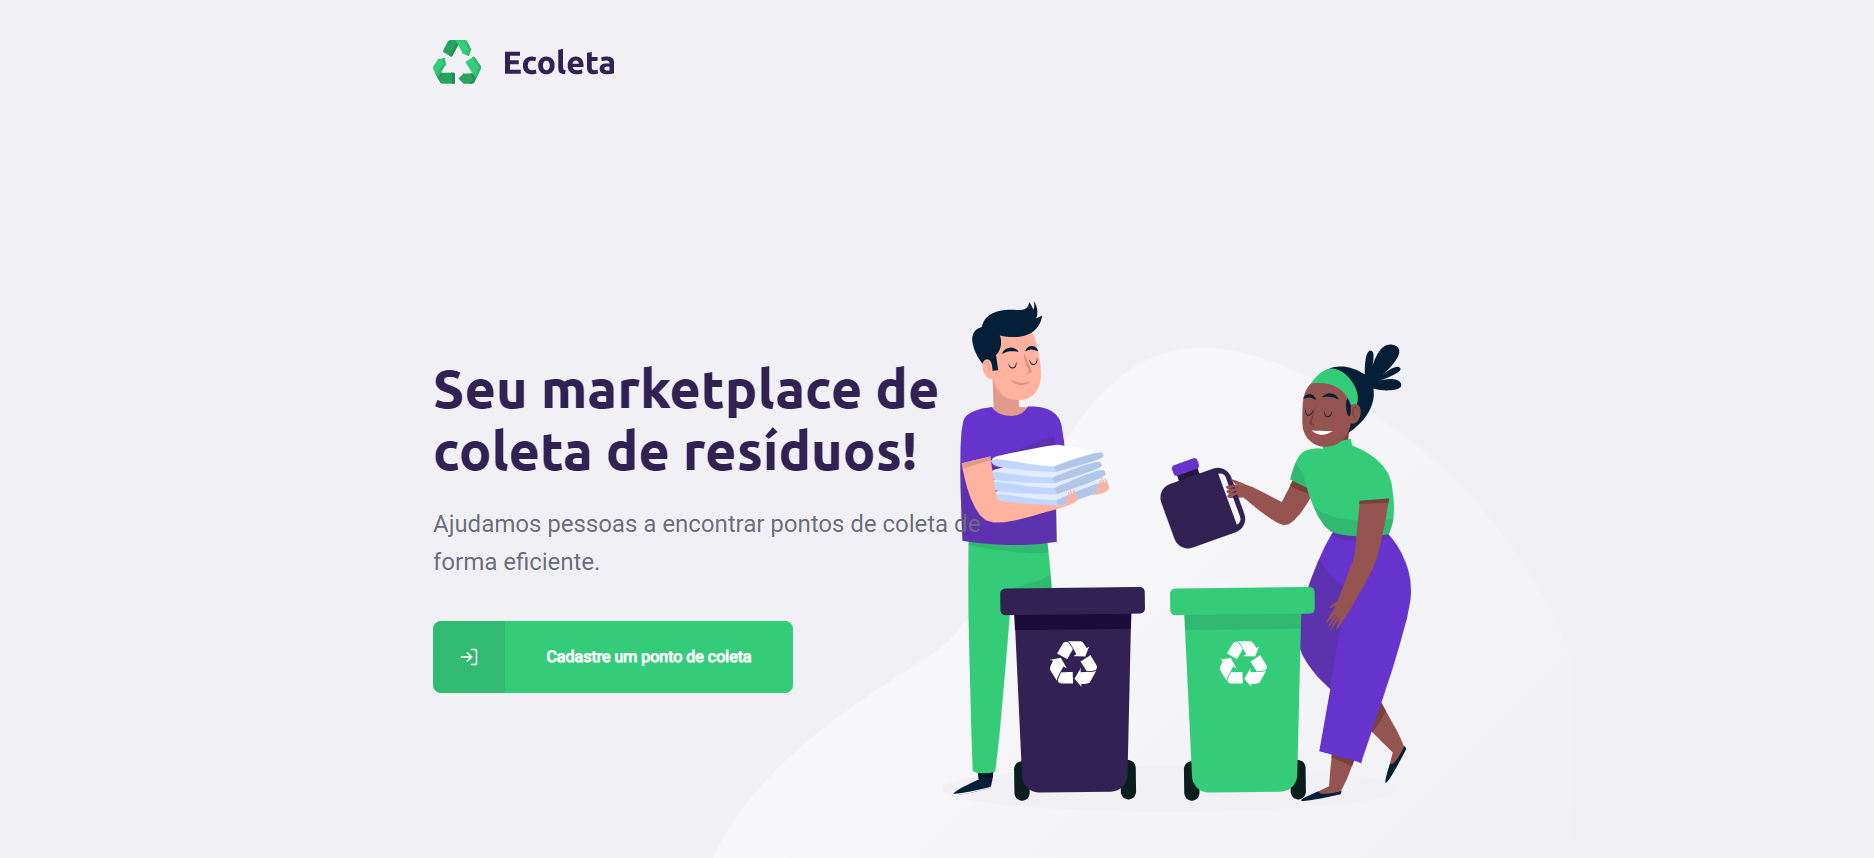 Ecoleta
Seu marketplace de
coleta de resíduos!
Ajudamos pessoas a encontrar pontos de coleta de
forma eficiente.
Cadastre um ponto de coleta